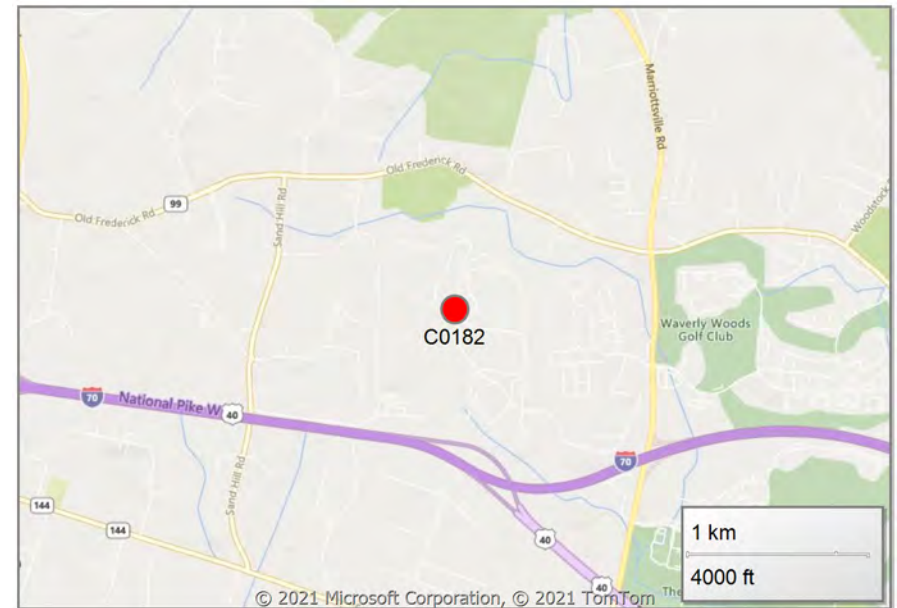 Marriottsville Rd
Old Frederick Rd
99
Old Frederick Rd
Sand Hill Rd
Woodstock
C0182
Waverly Woods
Golf Club
70
National Pike W
40
70
Sand Hill Rd
144
144
40
40
The
1 km
4000 ft
© 2021 Microsoft Corporation, © 2021 TomTom